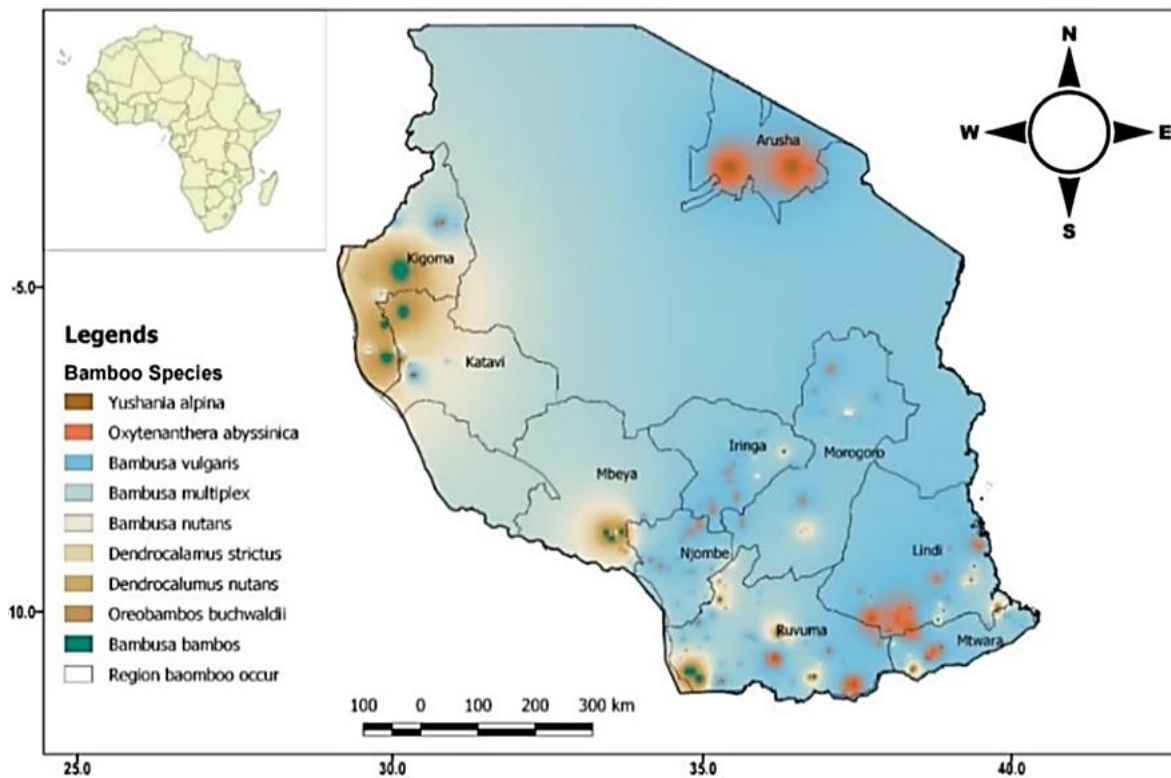 N
W
E
S
Arusha
Kigoma
Katavi
Iringa
Morogoro
Mbeya
Njombe
Lindi
Ruvuma
Mtwara
-5.0
10.0
Legends
Bamboo Species
Yushania alpina
Oxytenanthera abyssinica
Bambusa vulgaris
Bambusa multiplex
Bambusa nutans
Dendrocalamus strictus
Dendrocalumus nutans
Oreobambos buchwaldii
Bambusa bambos
Region baomboo occur
100 0 100 200 300 km
25.0 30.0 35.0 40.0